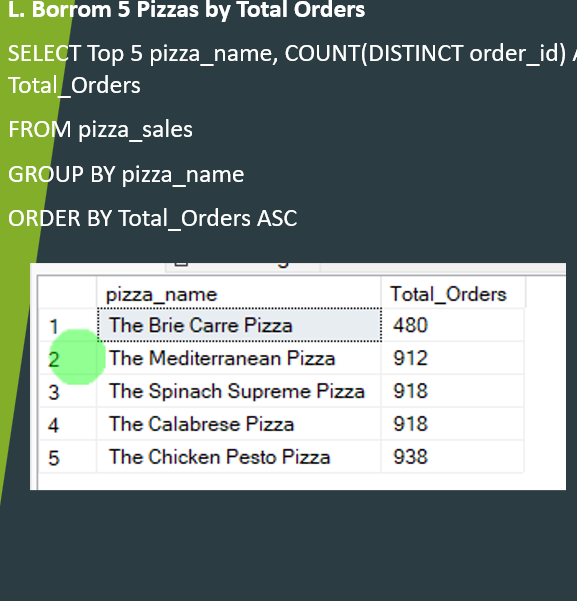 L. Borrom 5 Pizzas by Total Orders
SELECT Top 5 pizza_name, COUNT(DISTINCT order_id)
Total_Orders
FROM pizza_sales
GROUP BY pizza_name
ORDER BY Total_Orders ASC
pizza_name Total_Orders
1 The Brie Carre Pizza 480
2 The Mediterranean Pizza 912
3 The Spinach Supreme Pizza 918
4 The Calabrese Pizza 918
5 The Chicken Pesto Pizza 938